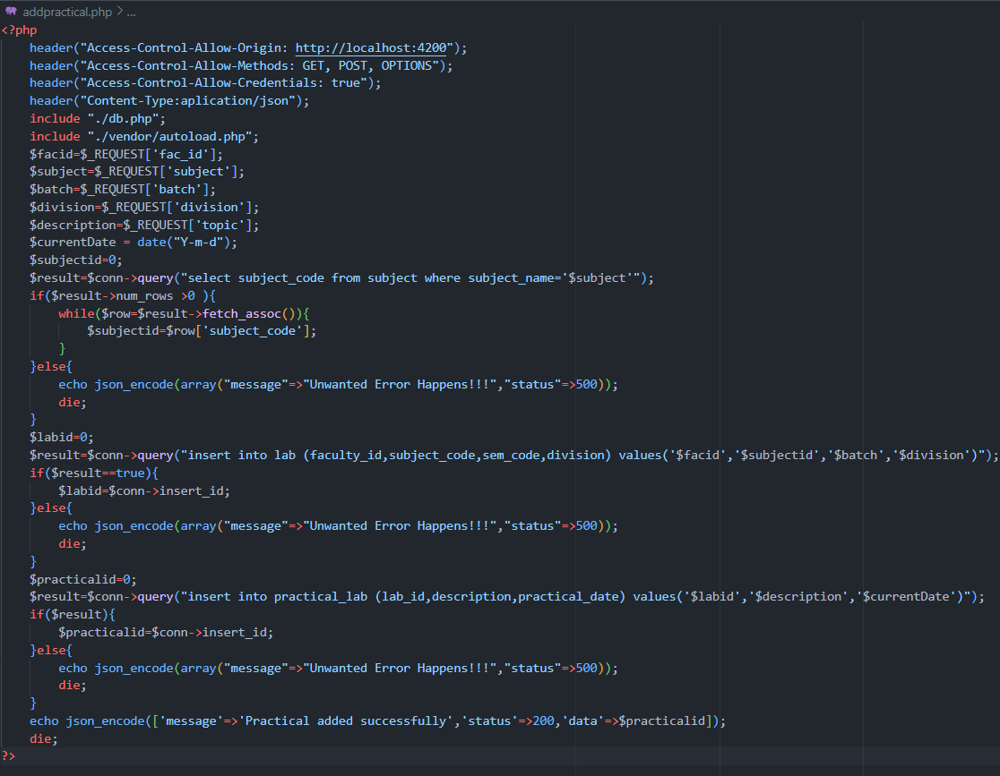 addpractical.php > ...
<?php
    header("Access-Control-Allow-Origin: http://localhost:4200");
    header("Access-Control-Allow-Methods: GET, POST, OPTIONS");
    header("Access-Control-Allow-Credentials: true");
    header("Content-Type:aplication/json");
    include "./db.php";
    include "./vendor/autoload.php";
    $facid=$_REQUEST['fac_id'];
    $subject=$_REQUEST['subject'];
    $batch=$_REQUEST['batch'];
    $division=$_REQUEST['division'];
    $description=$_REQUEST['topic'];
    $currentDate = date("Y-m-d");
    $subjectid=0;
    $result=$conn->query("select subject_code from subject where subject_name='$subject'");
    if($result->num_rows >0 ){
        while($row=$result->fetch_assoc()){
            $subjectid=$row['subject_code'];
        }
    }else{
        echo json_encode(array("message"=>"Unwanted Error Happens!!!","status"=>500));
        die;
    }
    $labid=0;
    $result=$conn->query("insert into lab (faculty_id,subject_code,sem_code,division) values('$facid','$subjectid','$batch','$division')");
    if($result==true){
        $labid=$conn->insert_id;
    }else{
        echo json_encode(array("message"=>"Unwanted Error Happens!!!","status"=>500));
        die;
    }
    $practicalid=0;
    $result=$conn->query("insert into practical_lab (lab_id,description,practical_date) values('$labid','$description','$currentDate')");
    if($result){
        $practicalid=$conn->insert_id;
    }else{
        echo json_encode(array("message"=>"Unwanted Error Happens!!!","status"=>500));
        die;
    }
    echo json_encode(['message'=>'Practical added successfully','status'=>200,'data'=>$practicalid]);
    die;
?>